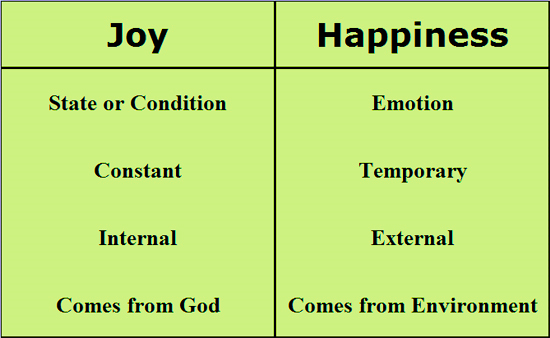 Joy Happiness
State or Condition Emotion
Constant Temporary
Internal External
Comes from God Comes from Environment